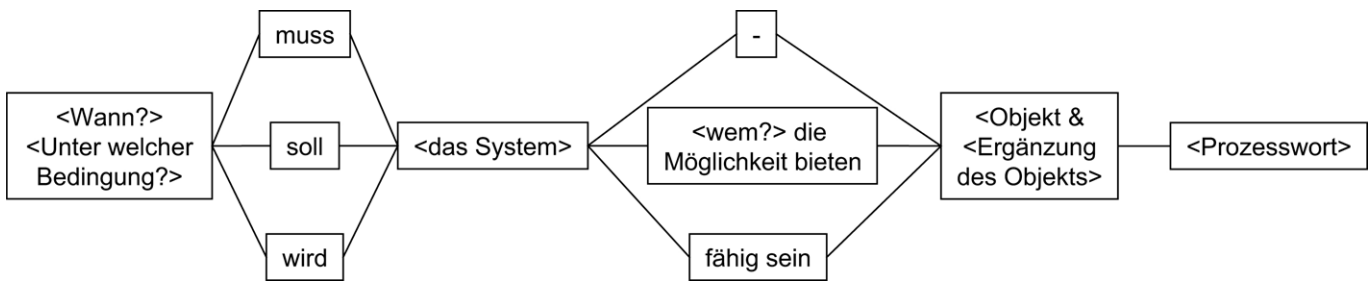 <Wann?>
<Unter welcher
Bedingung?>
muss
soll
wird
<das System>
-
<wem?> die
Möglichkeit bieten
fähig sein
<Objekt &
<Ergänzung
des Objekts>
<Prozesswort>